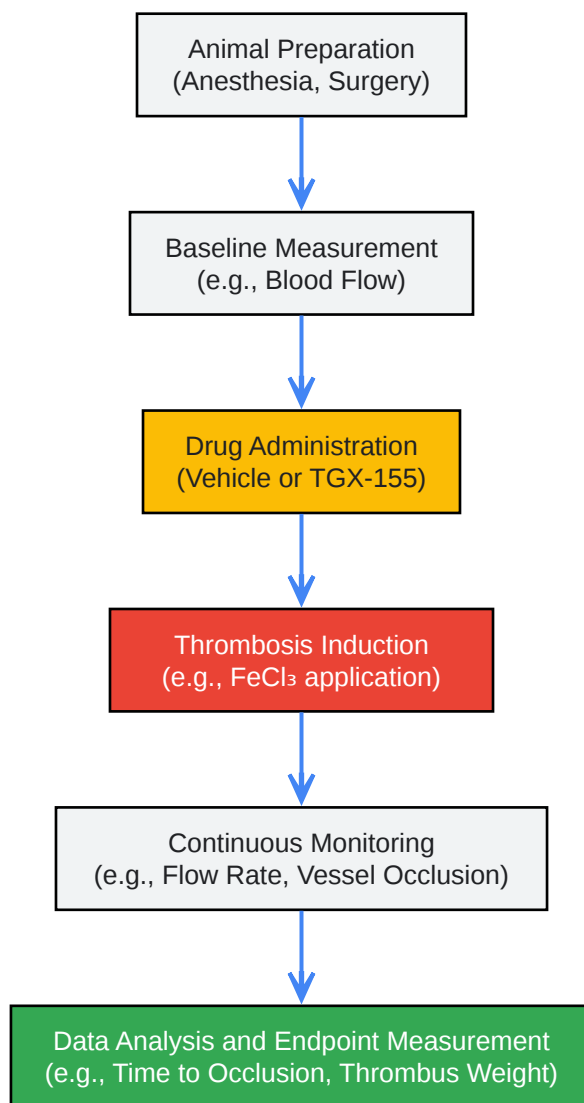 Animal Preparation
(Anesthesia, Surgery)
Baseline Measurement
(e.g., Blood Flow)
Drug Administration
(Vehicle or TGX-155)
Thrombosis Induction
(e.g., FeCl₃ application)
Continuous Monitoring
(e.g., Flow Rate, Vessel Occlusion)
Data Analysis and Endpoint Measurement
(e.g., Time to Occlusion, Thrombus Weight)